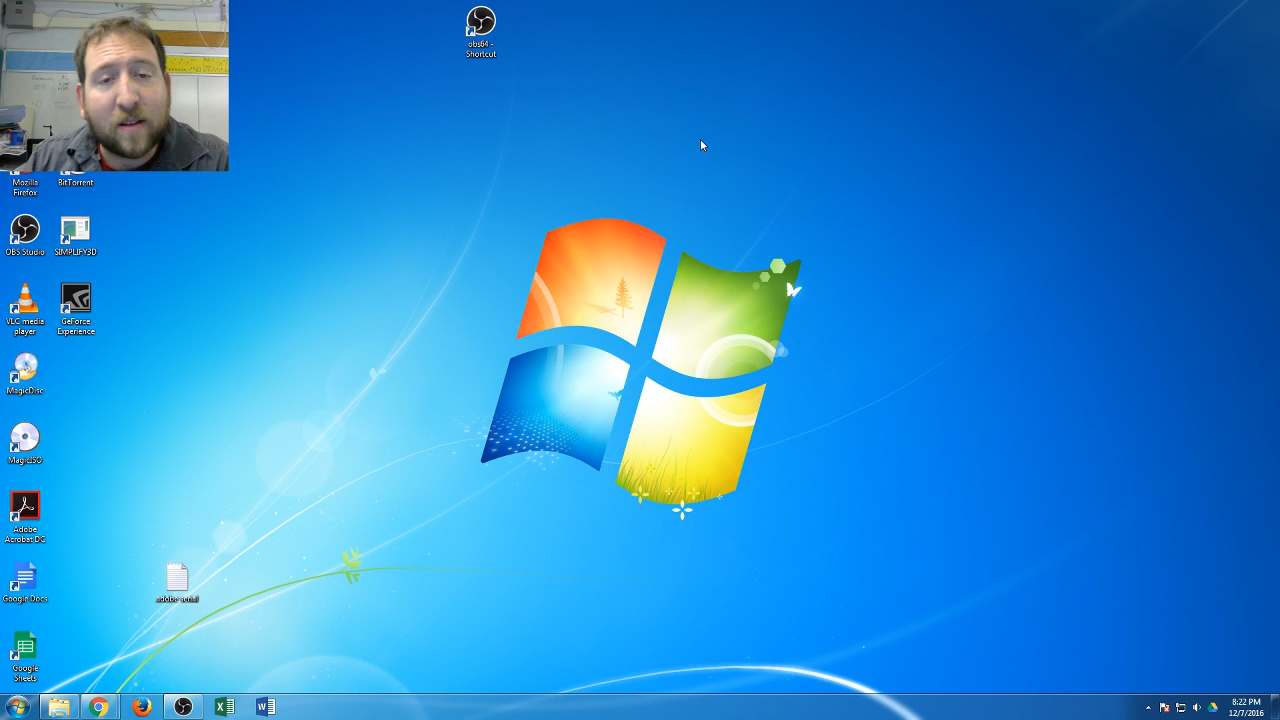 obs64 -
Shortcut
Mozilla
Firefox
BitTorrent
OBS Studio
SIMPLIFY3D
VLC media
player
GeForce
Experience
MagicDisc
MagicISO
Adobe
Acrobat DC
Google Docs
adobe serial
Google
Sheets
8:22 PM
12/7/2016